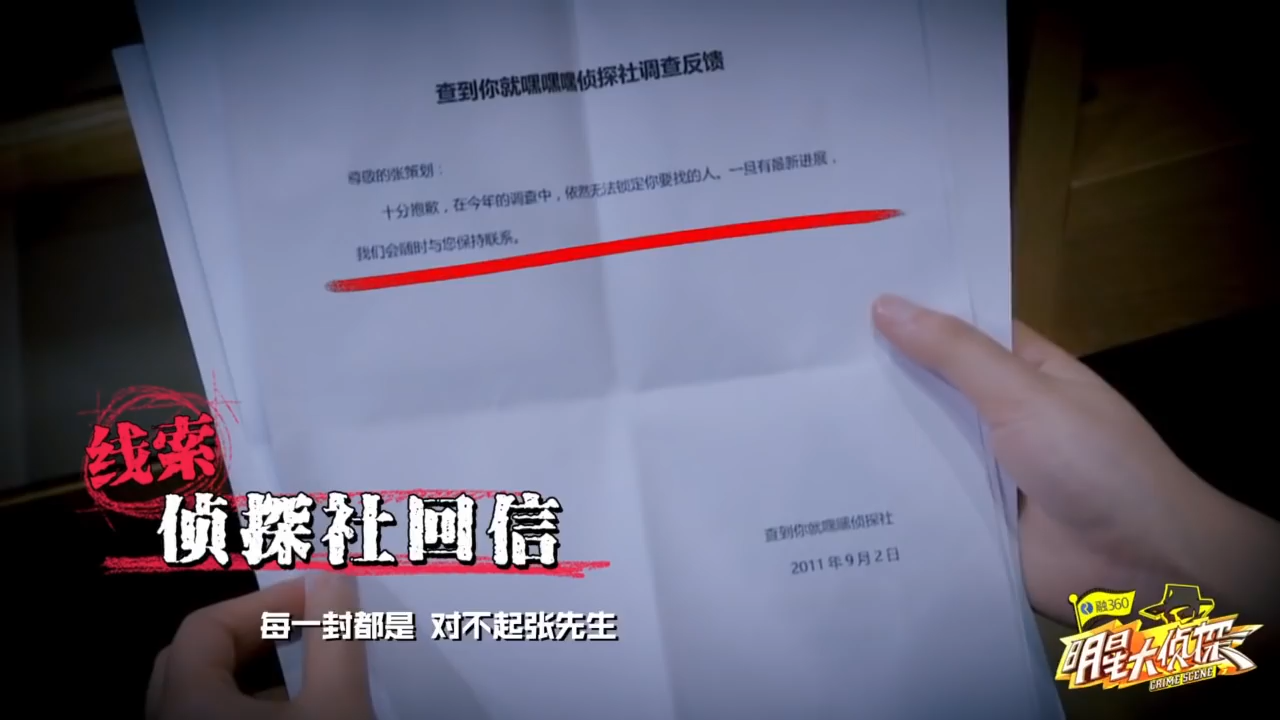 查到你就嘿嘿嘿侦探社调查反馈
尊敬的张策划：
十分抱歉，在今年的调查中，依然无法锁定你要找的人。一旦有最新进展，
我们会随时与您保持联系。
查到你就嘿嘿嘿侦探社
2011年9月2日
线索
侦探社回信
每一封都是 对不起张先生
融360
明星大侦探
CRIME SCENE